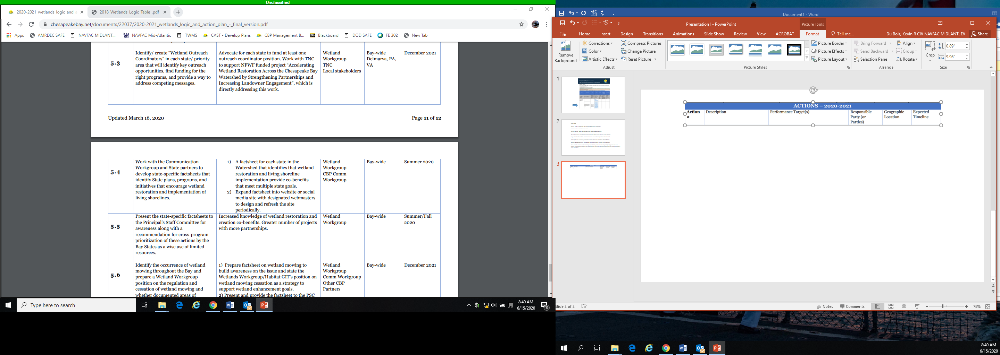 Unclassified
2020-2021_wetlands_logic_and_a
2018_Wetlands_Logic_Table_.pdf
chesapeakebay.net/documents/22037/2020-2021_wetlands_logic_and_action_plan_-_final_version.pdf
Apps
AMRDEC SAFE
NAVFAC MIDLANT...
NAVFAC Mid-Atlantic
TWMS
CAST - Develop Plans
CBP Management B...
Blackboard
DOD SAFE
FE 302
New Tab
5.3
Identify/ create “Wetland Outreach
Coordinators” in each state/ priority
area that will identify key outreach
opportunities, find funding for the
right programs, and provide a way to
address competing messages.
Advocate for each state to fund at least one
outreach coordinator position. Work with TNC
to support NFWF funded project “Accelerating
Wetland Restoration Across the Chesapeake Bay
Watershed by Strengthening Partnerships and
Increasing Landowner Engagement”, which is
directly addressing this work.
Wetland
Workgroup
TNC
Local stakeholders
Bay-wide
Delmarva, PA,
VA
December 2021
Updated March 16, 2020
Page 11 of 12
5.4
Work with the Communication
Workgroup and State partners to
develop state-specific factsheets that
identify State plans, programs, and
initiatives that encourage wetland
restoration and implementation of
living shorelines.
1) A factsheet for each state in the
Watershed that identifies that wetland
restoration and living shoreline
implementation provide co-benefits
that meet multiple state goals.
2) Expand factsheet into website or social
media site with designated webmasters
to design and refresh the site
periodically.
Wetland
Workgroup
CBP Comm
Workgroup
Bay-wide
Summer 2020
5.5
Present the state-specific factsheets to
the Principal’s Staff Committee for
awareness along with a
recommendation for cross-program
prioritization of these actions by the
Bay States as a wise use of limited
resources.
Increased knowledge of wetland restoration and
creation co-benefits. Greater number of projects
with more partnerships.
Wetland
Workgroup
Bay-wide
Summer/Fall
2020
5.6
Identify the occurrence of wetland
mowing throughout the Bay and
prepare a Wetland Workgroup
position on the regulation and
cessation of wetland mowing and
whether documented areas of
1) Prepare factsheet on wetland mowing to
build awareness on the issue and state the
Wetlands Workgroup/Habitat GIT’s position on
wetland mowing cessation as a strategy to
support wetland enhancement goals.
2) Present and provide the factsheet to the PSC
Wetland
Workgroup
Comm Workgroup
Other CBP
Partners
Bay-wide
December 2021
Type here to search
8:40 AM
6/15/2020
3
Document1 - Word
Presentation1 - PowerPoint
Picture Tools
File
Home
Insert
Design
Transitions
Animations
Slide Show
Review
View
ACROBAT
Format
Tell me...
Du Bois, Kevin R CIV NAVFAC MIDLANT, EV
Share
Remove
Background
Corrections
Color
Artistic Effects
Compress Pictures
Change Picture
Reset Picture
Adjust
Picture Styles
Picture Border
Picture Effects
Picture Layout
Bring Forward
Send Backward
Selection Pane
Align
Group
Rotate
Arrange
Crop
0.89"
9.96"
Size
1
2
3
ACTIONS – 2020-2021
Action
#
Description
Performance Target(s)
Responsible
Party (or
Parties)
Geographic
Location
Expected
Timeline
Slide 3 of 3
Notes
Comments
78%
8:40 AM
6/15/2020